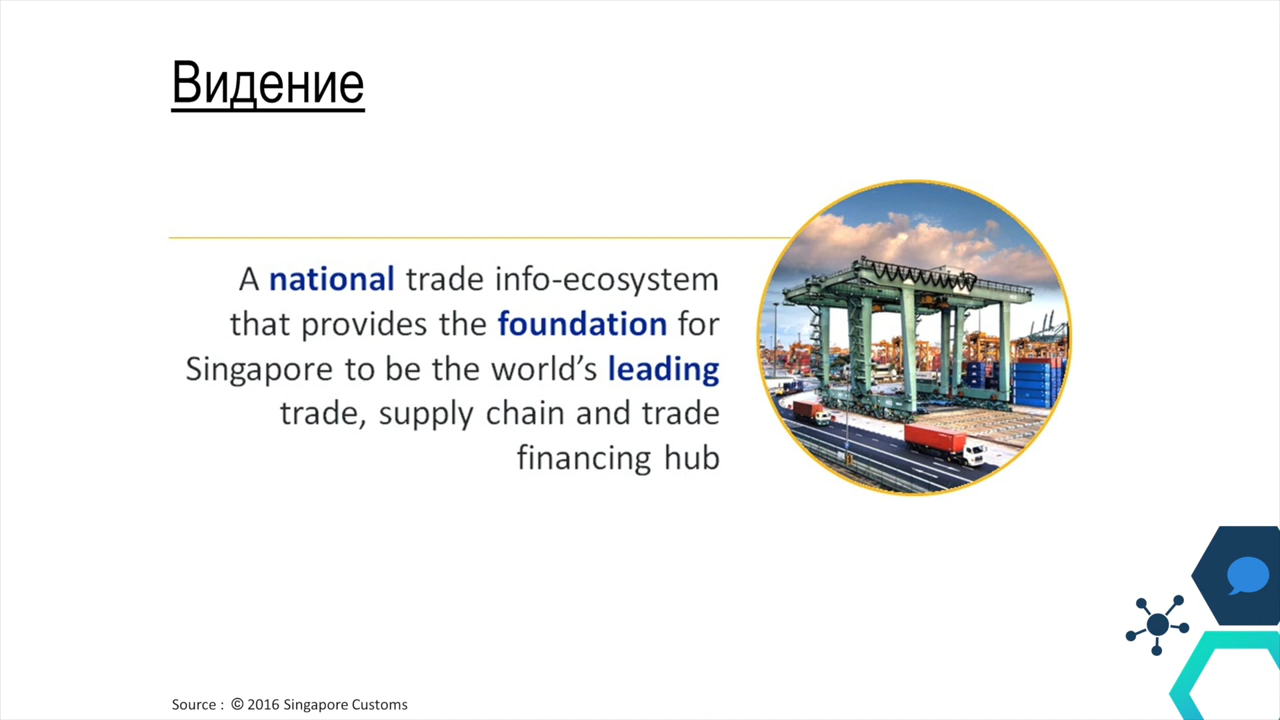 Видение
A national trade info-ecosystem
that provides the foundation for
Singapore to be the world’s leading
trade, supply chain and trade
financing hub
Source : © 2016 Singapore Customs